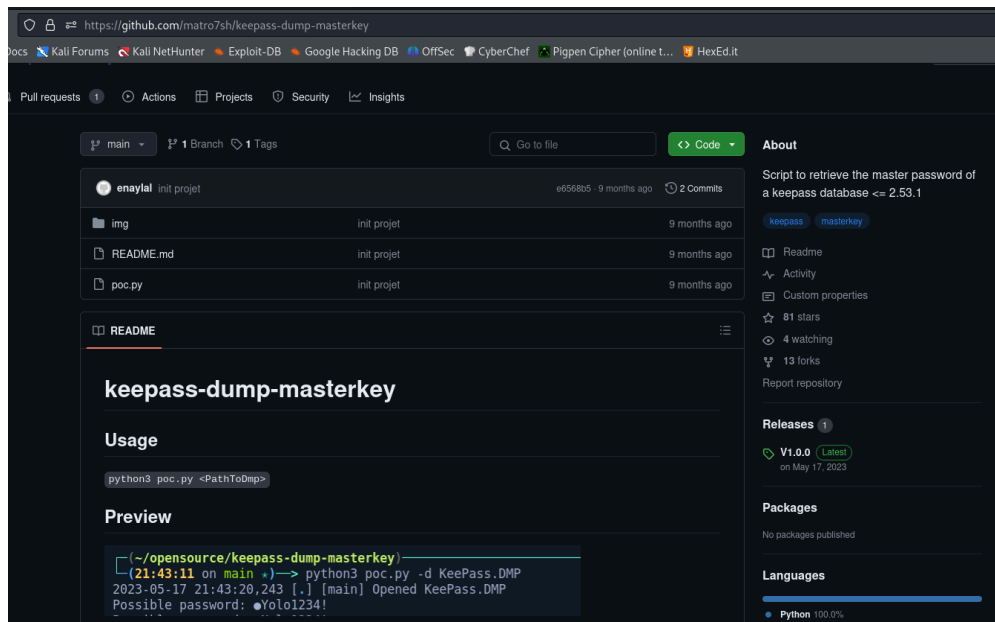 https://github.com/matro7sh/keepass-dump-masterkey
Docs Kali Forums Kali NetHunter Exploit-DB Google Hacking DB OffSec CyberChef Pigpen Cipher (online t... HexEd.it
Pull requests 1 Actions Projects Security Insights
main 1 Branch 1 Tags Go to file Code
enaylal init projet e6568b5 · 9 months ago 2 Commits
img init projet 9 months ago
README.md init projet 9 months ago
poc.py init projet 9 months ago
README
keepass-dump-masterkey
Usage
python3 poc.py <PathToDmp>
Preview
(~/opensource/keepass-dump-masterkey)
(21:43:11 on main ✶)—> python3 poc.py -d KeePass.DMP
2023-05-17 21:43:20,243 [.] [main] Opened KeePass.DMP
Possible password: ●Yolo1234!
About
Script to retrieve the master password of
a keepass database <= 2.53.1
keepass masterkey
Readme
Activity
Custom properties
81 stars
4 watching
13 forks
Report repository
Releases 1
V1.0.0 Latest
on May 17, 2023
Packages
No packages published
Languages
Python 100.0%